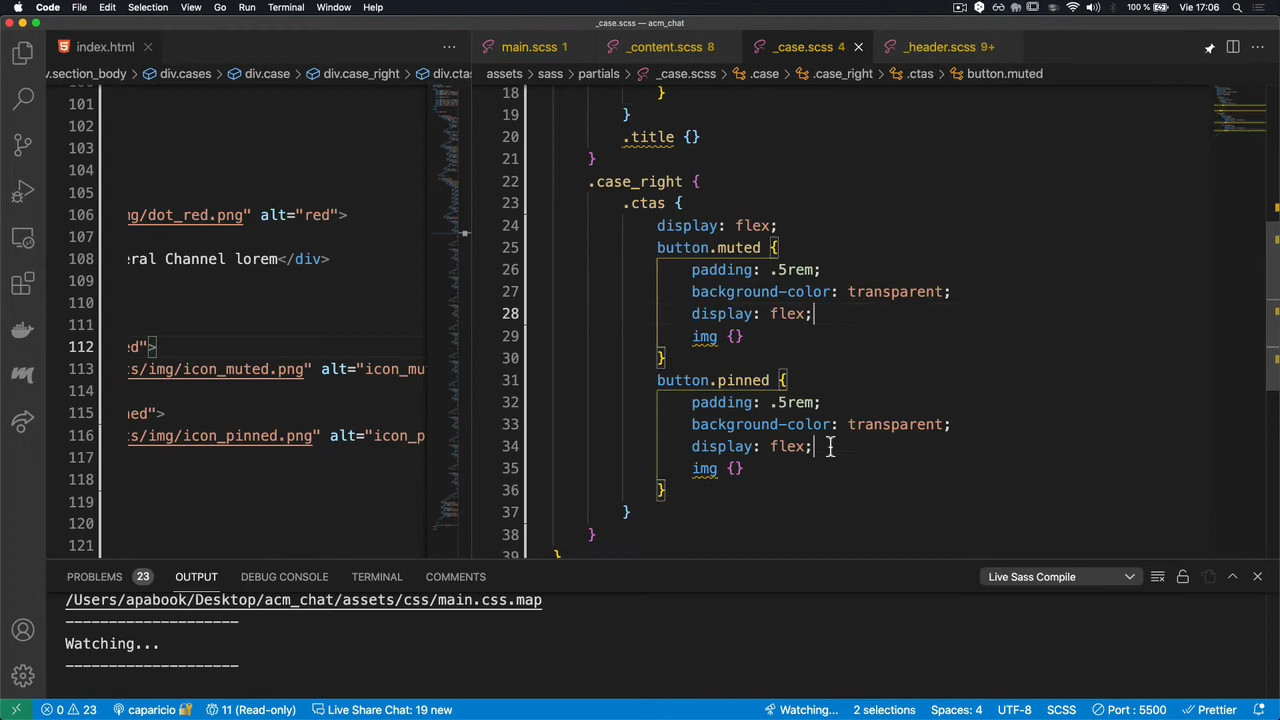 Code File Edit Selection View Go Run Terminal Window Help 100 % Vie 17:06
_case.scss — acm_chat
index.html
main.scss 1 _content.scss 8 _case.scss 4 _header.scss 9+
v.section_body div.cases div.case div.case_right div.ctas
assets sass partials _case.scss .case .case_right .ctas button.muted
101
102
103
104
105
106 g/dot_red.png" alt="red">
107
108 eral Channel lorem</div>
109
110
111
112 ed">
113 s/img/icon_muted.png" alt="icon_mu
114
115 ned">
116 s/img/icon_pinned.png" alt="icon_p
117
118
119
120
121
18 }
19 }
20 .title {}
21 }
22 .case_right {
23 .ctas {
24 display: flex;
25 button.muted {
26 padding: .5rem;
27 background-color: transparent;
28 display: flex;
29 img {}
30 }
31 button.pinned {
32 padding: .5rem;
33 background-color: transparent;
34 display: flex;
35 img {}
36 }
37 }
38 }
39 }
PROBLEMS 23 OUTPUT DEBUG CONSOLE TERMINAL COMMENTS Live Sass Compile
/Users/apabook/Desktop/acm_chat/assets/css/main.css.map
--------------------
Watching...
--------------------
0 23 caparicio 11 (Read-only) Live Share Chat: 19 new Watching... 2 selections Spaces: 4 UTF-8 LF SCSS Port : 5500 Prettier